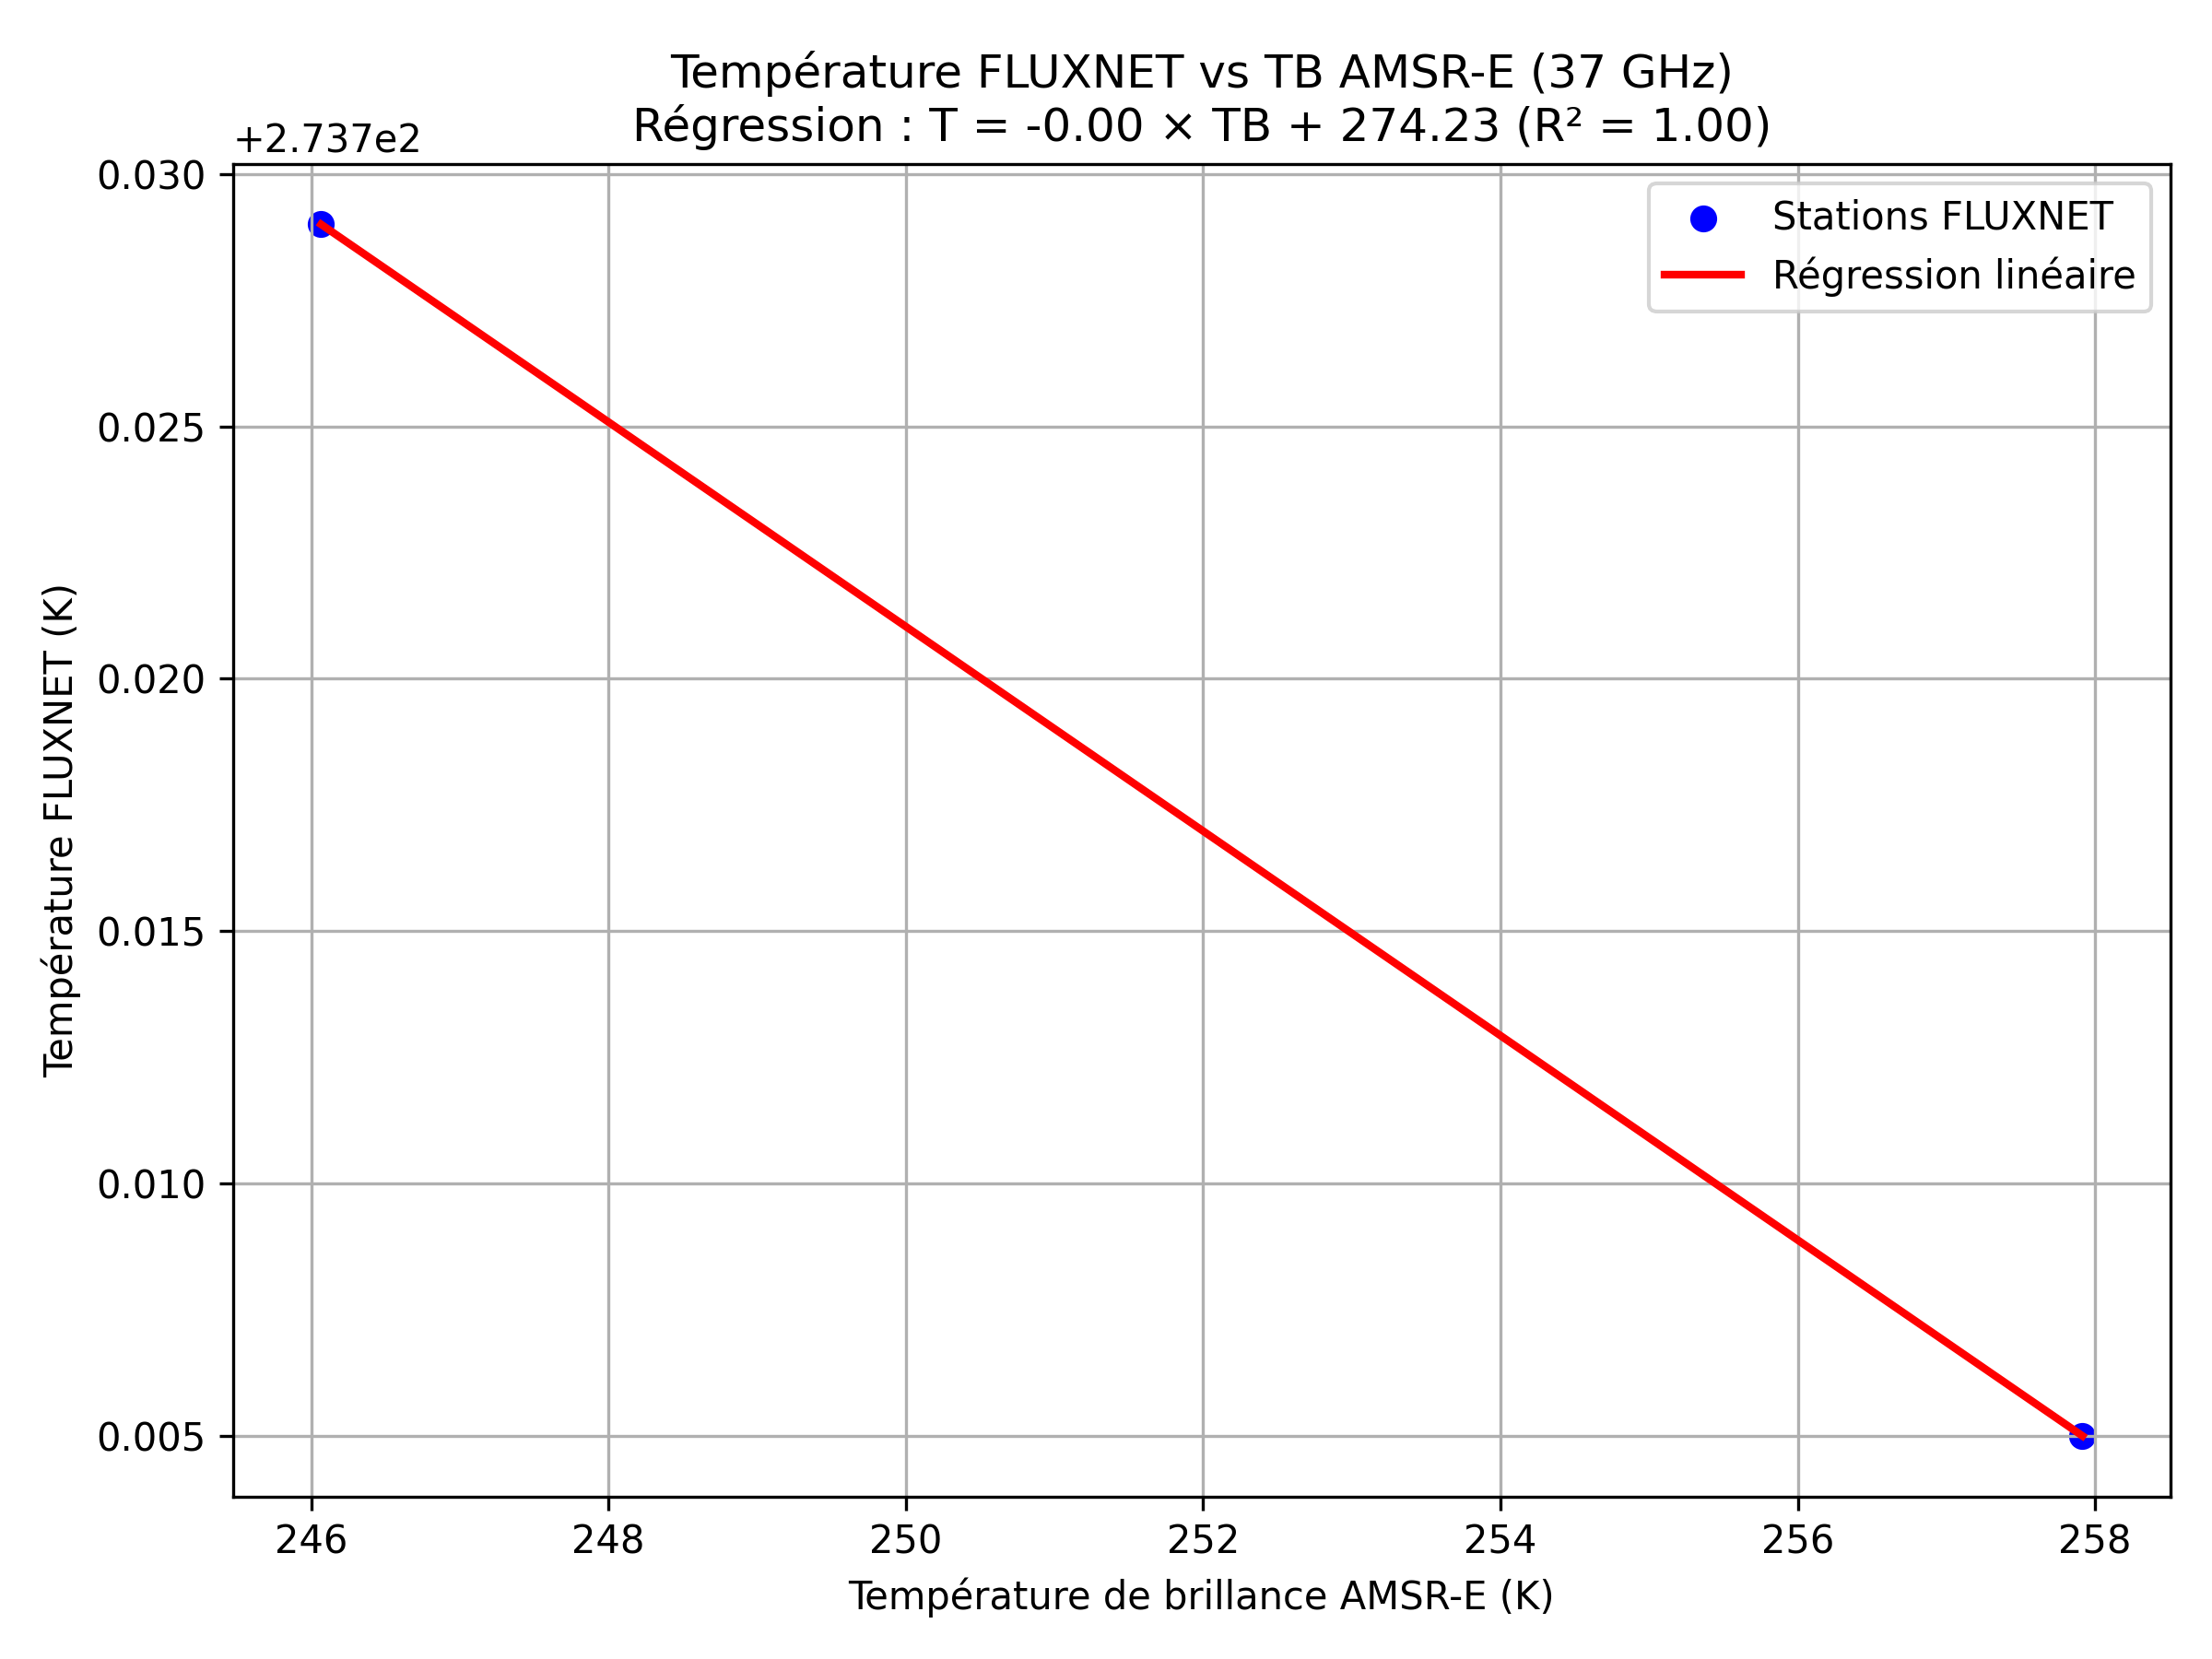 Température FLUXNET vs TB AMSR-E (37 GHz)
Régression : T = -0.00 × TB + 274.23 (R² = 1.00)
+2.737e2
Stations FLUXNET
Régression linéaire
0.030
0.025
0.020
0.015
0.010
0.005
Température FLUXNET (K)
246 248 250 252 254 256 258
Température de brillance AMSR-E (K)